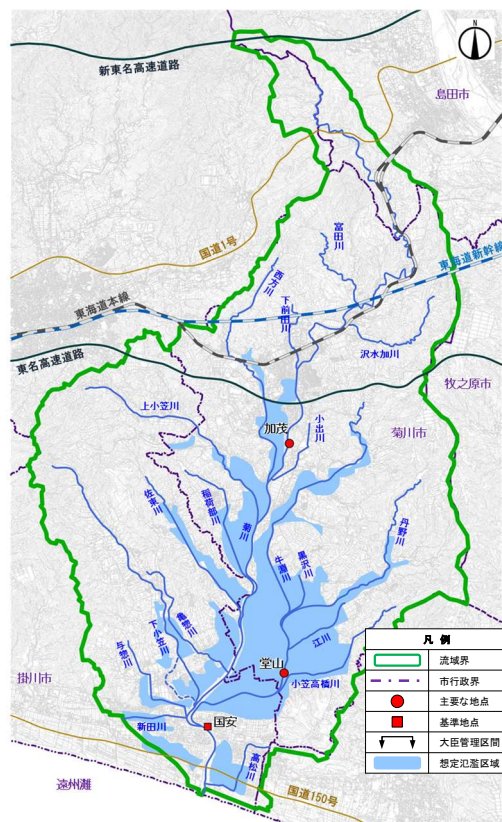 N
新東名高速道路
島田市
国道1号
富田川
東海道新幹線
西方川
下前田川
東海道本線
沢水加川
東名高速道路
牧之原市
上小笠川
加茂
小出川
菊川市
佐束川
稲荷部川
菊川
丹野川
牛淵川
黒沢川
江川
亀惣川
下小笠川
与惣川
堂山
小笠高橋川
掛川市
新田川
国安
高松川
遠州灘
国道150号
凡 例
流域界
市行政界
主要な地点
基準地点
大臣管理区間
想定氾濫区域